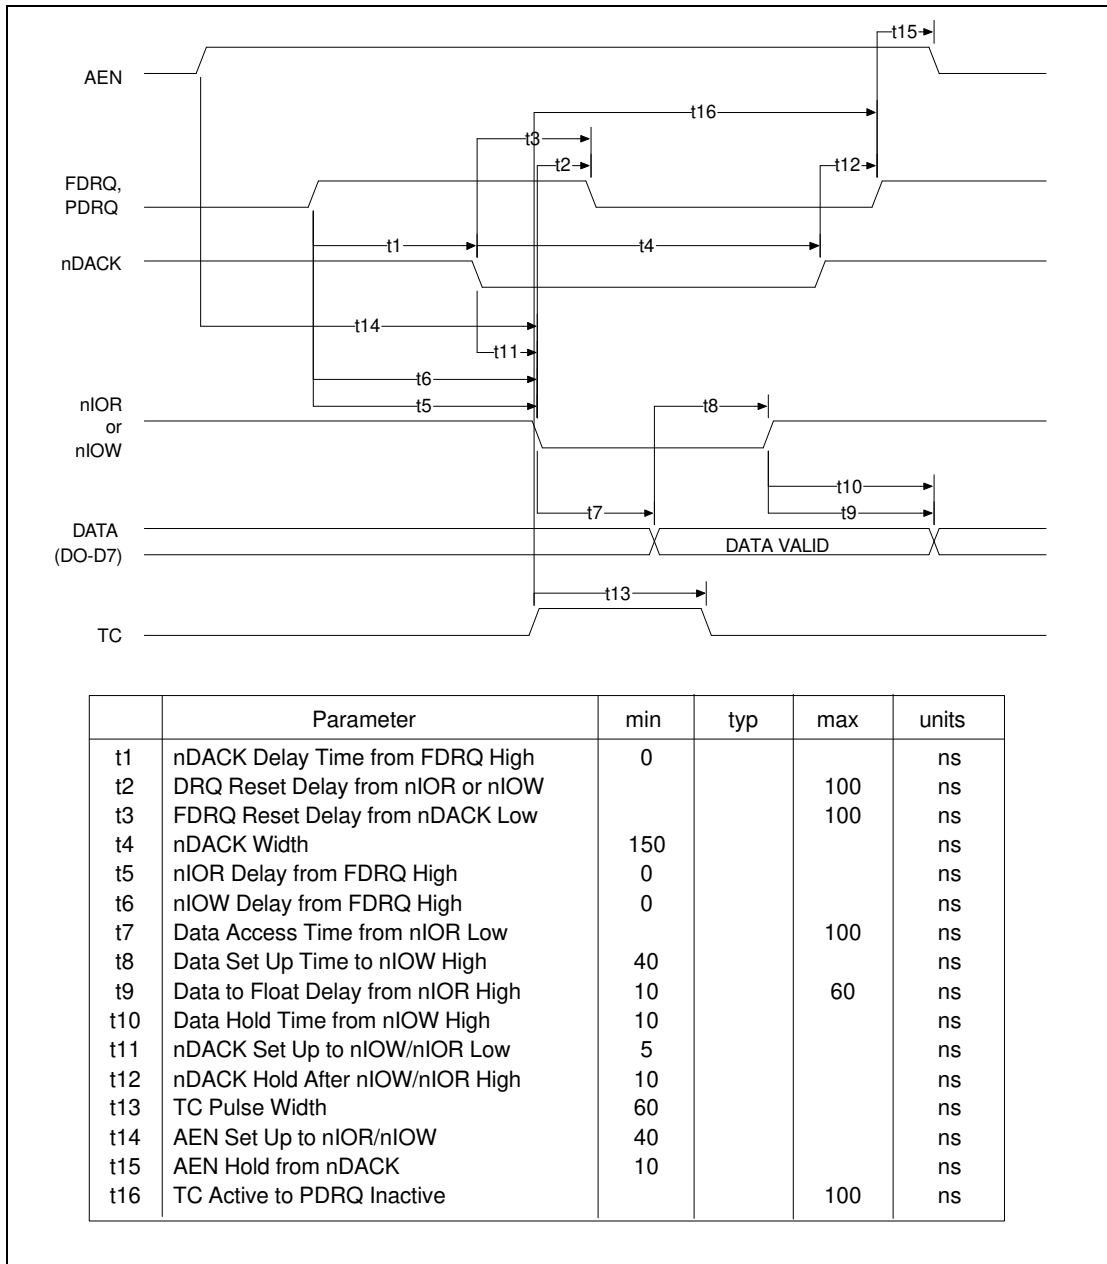 t15
AEN
t16
t3
t2
t12
FDRQ,
PDRQ
t1
t4
nDACK
t14
t11
t6
t5
nIOR
or
nIOW
t8
t10
t9
t7
DATA
(DO-D7)
DATA VALID
t13
TC
Parameter min typ max units
t1 nDACK Delay Time from FDRQ High 0 ns
t2 DRQ Reset Delay from nIOR or nIOW 100 ns
t3 FDRQ Reset Delay from nDACK Low 100 ns
t4 nDACK Width 150 ns
t5 nIOR Delay from FDRQ High 0 ns
t6 nIOW Delay from FDRQ High 0 ns
t7 Data Access Time from nIOR Low 100 ns
t8 Data Set Up Time to nIOW High 40 ns
t9 Data to Float Delay from nIOR High 10 60 ns
t10 Data Hold Time from nIOW High 10 ns
t11 nDACK Set Up to nIOW/nIOR Low 5 ns
t12 nDACK Hold After nIOW/nIOR High 10 ns
t13 TC Pulse Width 60 ns
t14 AEN Set Up to nIOR/nIOW 40 ns
t15 AEN Hold from nDACK 10 ns
t16 TC Active to PDRQ Inactive 100 ns